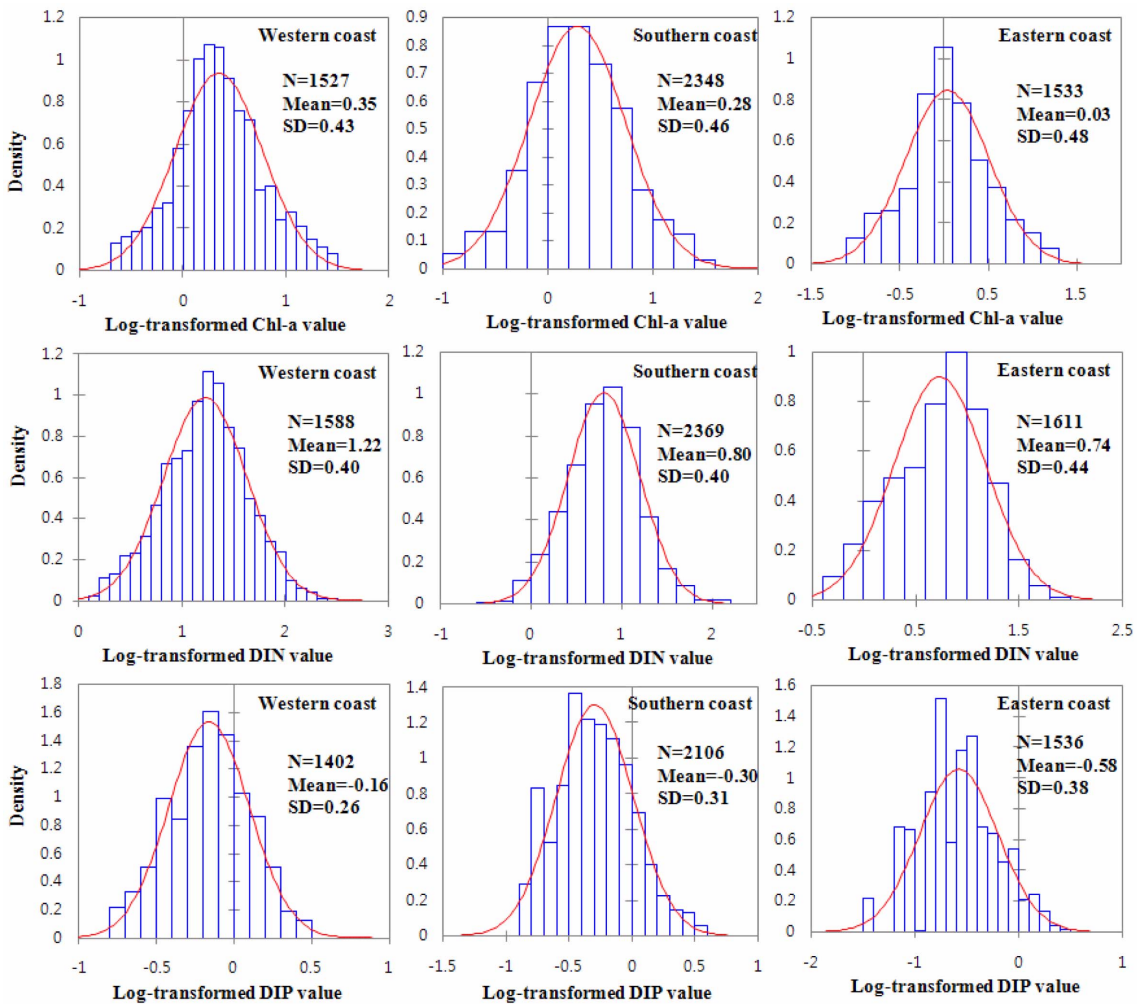 1.2
1
0.8
0.6
0.4
0.2
0
Density
Western coast
N=1527
Mean=0.35
SD=0.43
-1 0 1 2
Log-transformed Chl-a value
0.9
0.8
0.7
0.6
0.5
0.4
0.3
0.2
0.1
0
Southern coast
N=2348
Mean=0.28
SD=0.46
-1 0 1 2
Log-transformed Chl-a value
1.2
1
0.8
0.6
0.4
0.2
0
Eastern coast
N=1533
Mean=0.03
SD=0.48
-1.5 -0.5 0.5 1.5
Log-transformed Chl-a value
1.2
1
0.8
0.6
0.4
0.2
0
Density
Western coast
N=1588
Mean=1.22
SD=0.40
0 1 2 3
Log-transformed DIN value
1.2
1
0.8
0.6
0.4
0.2
0
Southern coast
N=2369
Mean=0.80
SD=0.40
-1 0 1 2
Log-transformed DIN value
1
0.8
0.6
0.4
0.2
0
Eastern coast
N=1611
Mean=0.74
SD=0.44
-0.5 0.5 1.5 2.5
Log-transformed DIN value
1.8
1.6
1.4
1.2
1
0.8
0.6
0.4
0.2
0
Density
Western coast
N=1402
Mean=-0.16
SD=0.26
-1 -0.5 0 0.5 1
Log-transformed DIP value
1.4
1.2
1
0.8
0.6
0.4
0.2
0
Southern coast
N=2106
Mean=-0.30
SD=0.31
-1.5 -1 -0.5 0 0.5 1
Log-transformed DIP value
1.6
1.4
1.2
1
0.8
0.6
0.4
0.2
0
Eastern coast
N=1536
Mean=-0.58
SD=0.38
-2 -1 0 1
Log-transformed DIP value